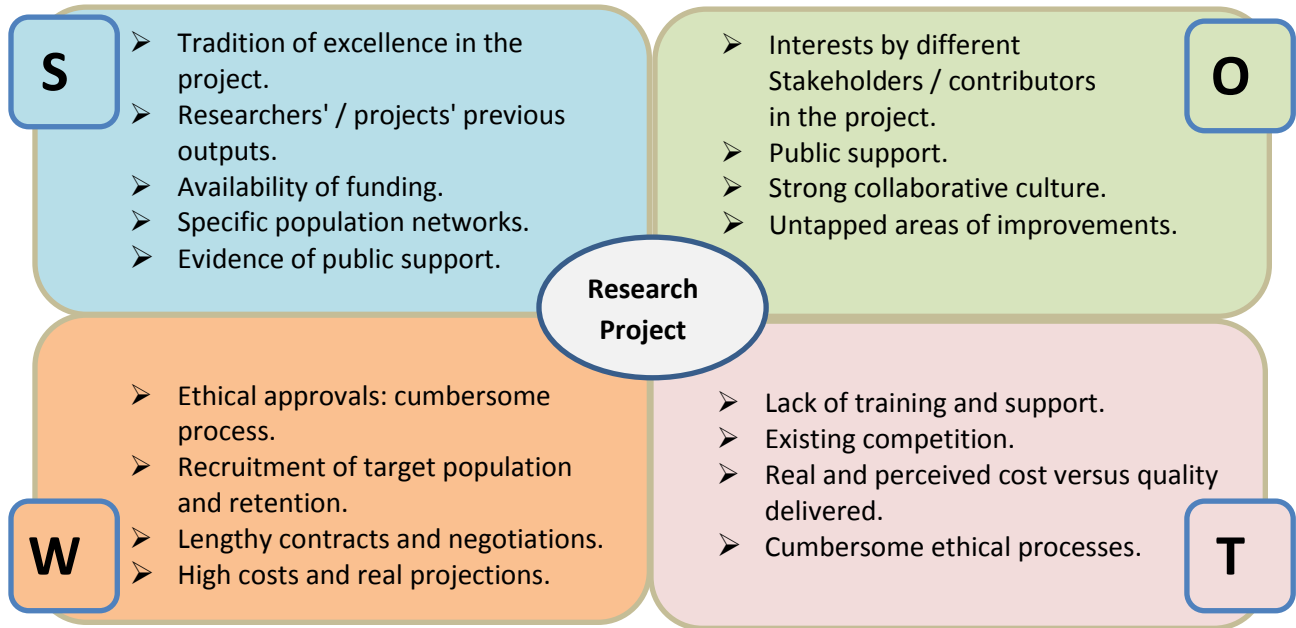 S
➢ Tradition of excellence in the
project.
➢ Researchers' / projects' previous
outputs.
➢ Availability of funding.
➢ Specific population networks.
➢ Evidence of public support.
O
➢ Interests by different
Stakeholders / contributors
in the project.
➢ Public support.
➢ Strong collaborative culture.
➢ Untapped areas of improvements.
Research
Project
W
➢ Ethical approvals: cumbersome
process.
➢ Recruitment of target population
and retention.
➢ Lengthy contracts and negotiations.
➢ High costs and real projections.
T
➢ Lack of training and support.
➢ Existing competition.
➢ Real and perceived cost versus quality
delivered.
➢ Cumbersome ethical processes.